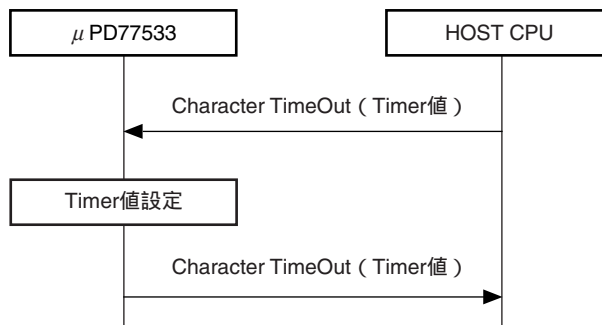 μ PD77533
HOST CPU
Character TimeOut（Timer値）
Timer値設定
Character TimeOut（Timer値）